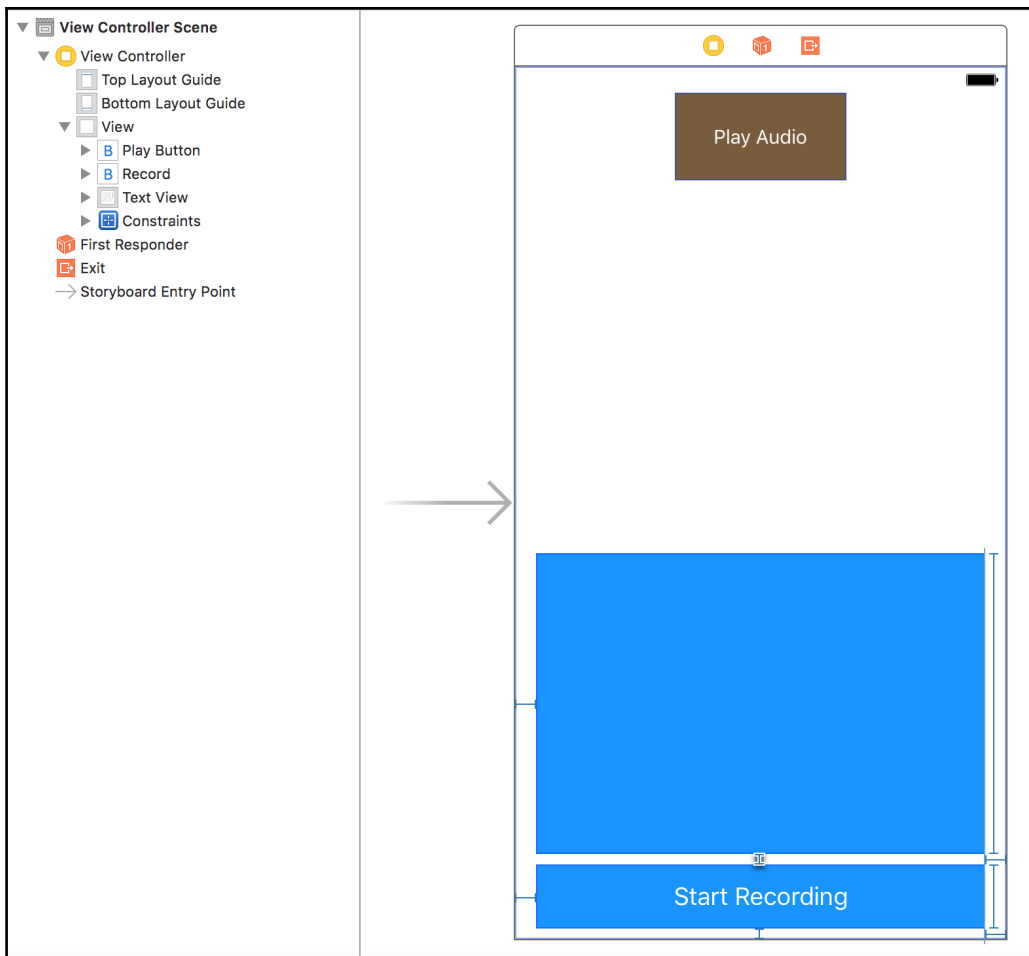 View Controller Scene
View Controller
Top Layout Guide
Bottom Layout Guide
View
B Play Button
B Record
Text View
Constraints
First Responder
Exit
Storyboard Entry Point
Play Audio
Start Recording